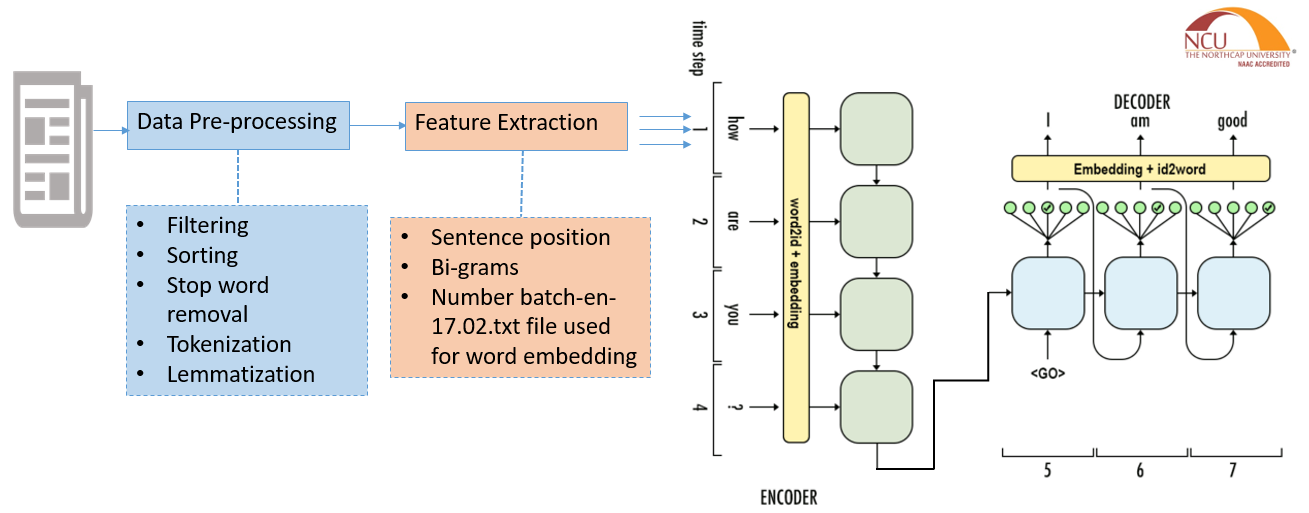 NCU
THE NORTHCAP UNIVERSITY
NAAC ACCREDITED
Data Pre-processing
Feature Extraction
• Filtering
• Sorting
• Stop word
removal
• Tokenization
• Lemmatization
• Sentence position
• Bi-grams
• Number batch-en-
17.02.txt file used
for word embedding
time step
1
how
2
are
3
you
4
?
word2id + embedding
ENCODER
DECODER
I
am
good
Embedding + id2word
<GO>
5
6
7